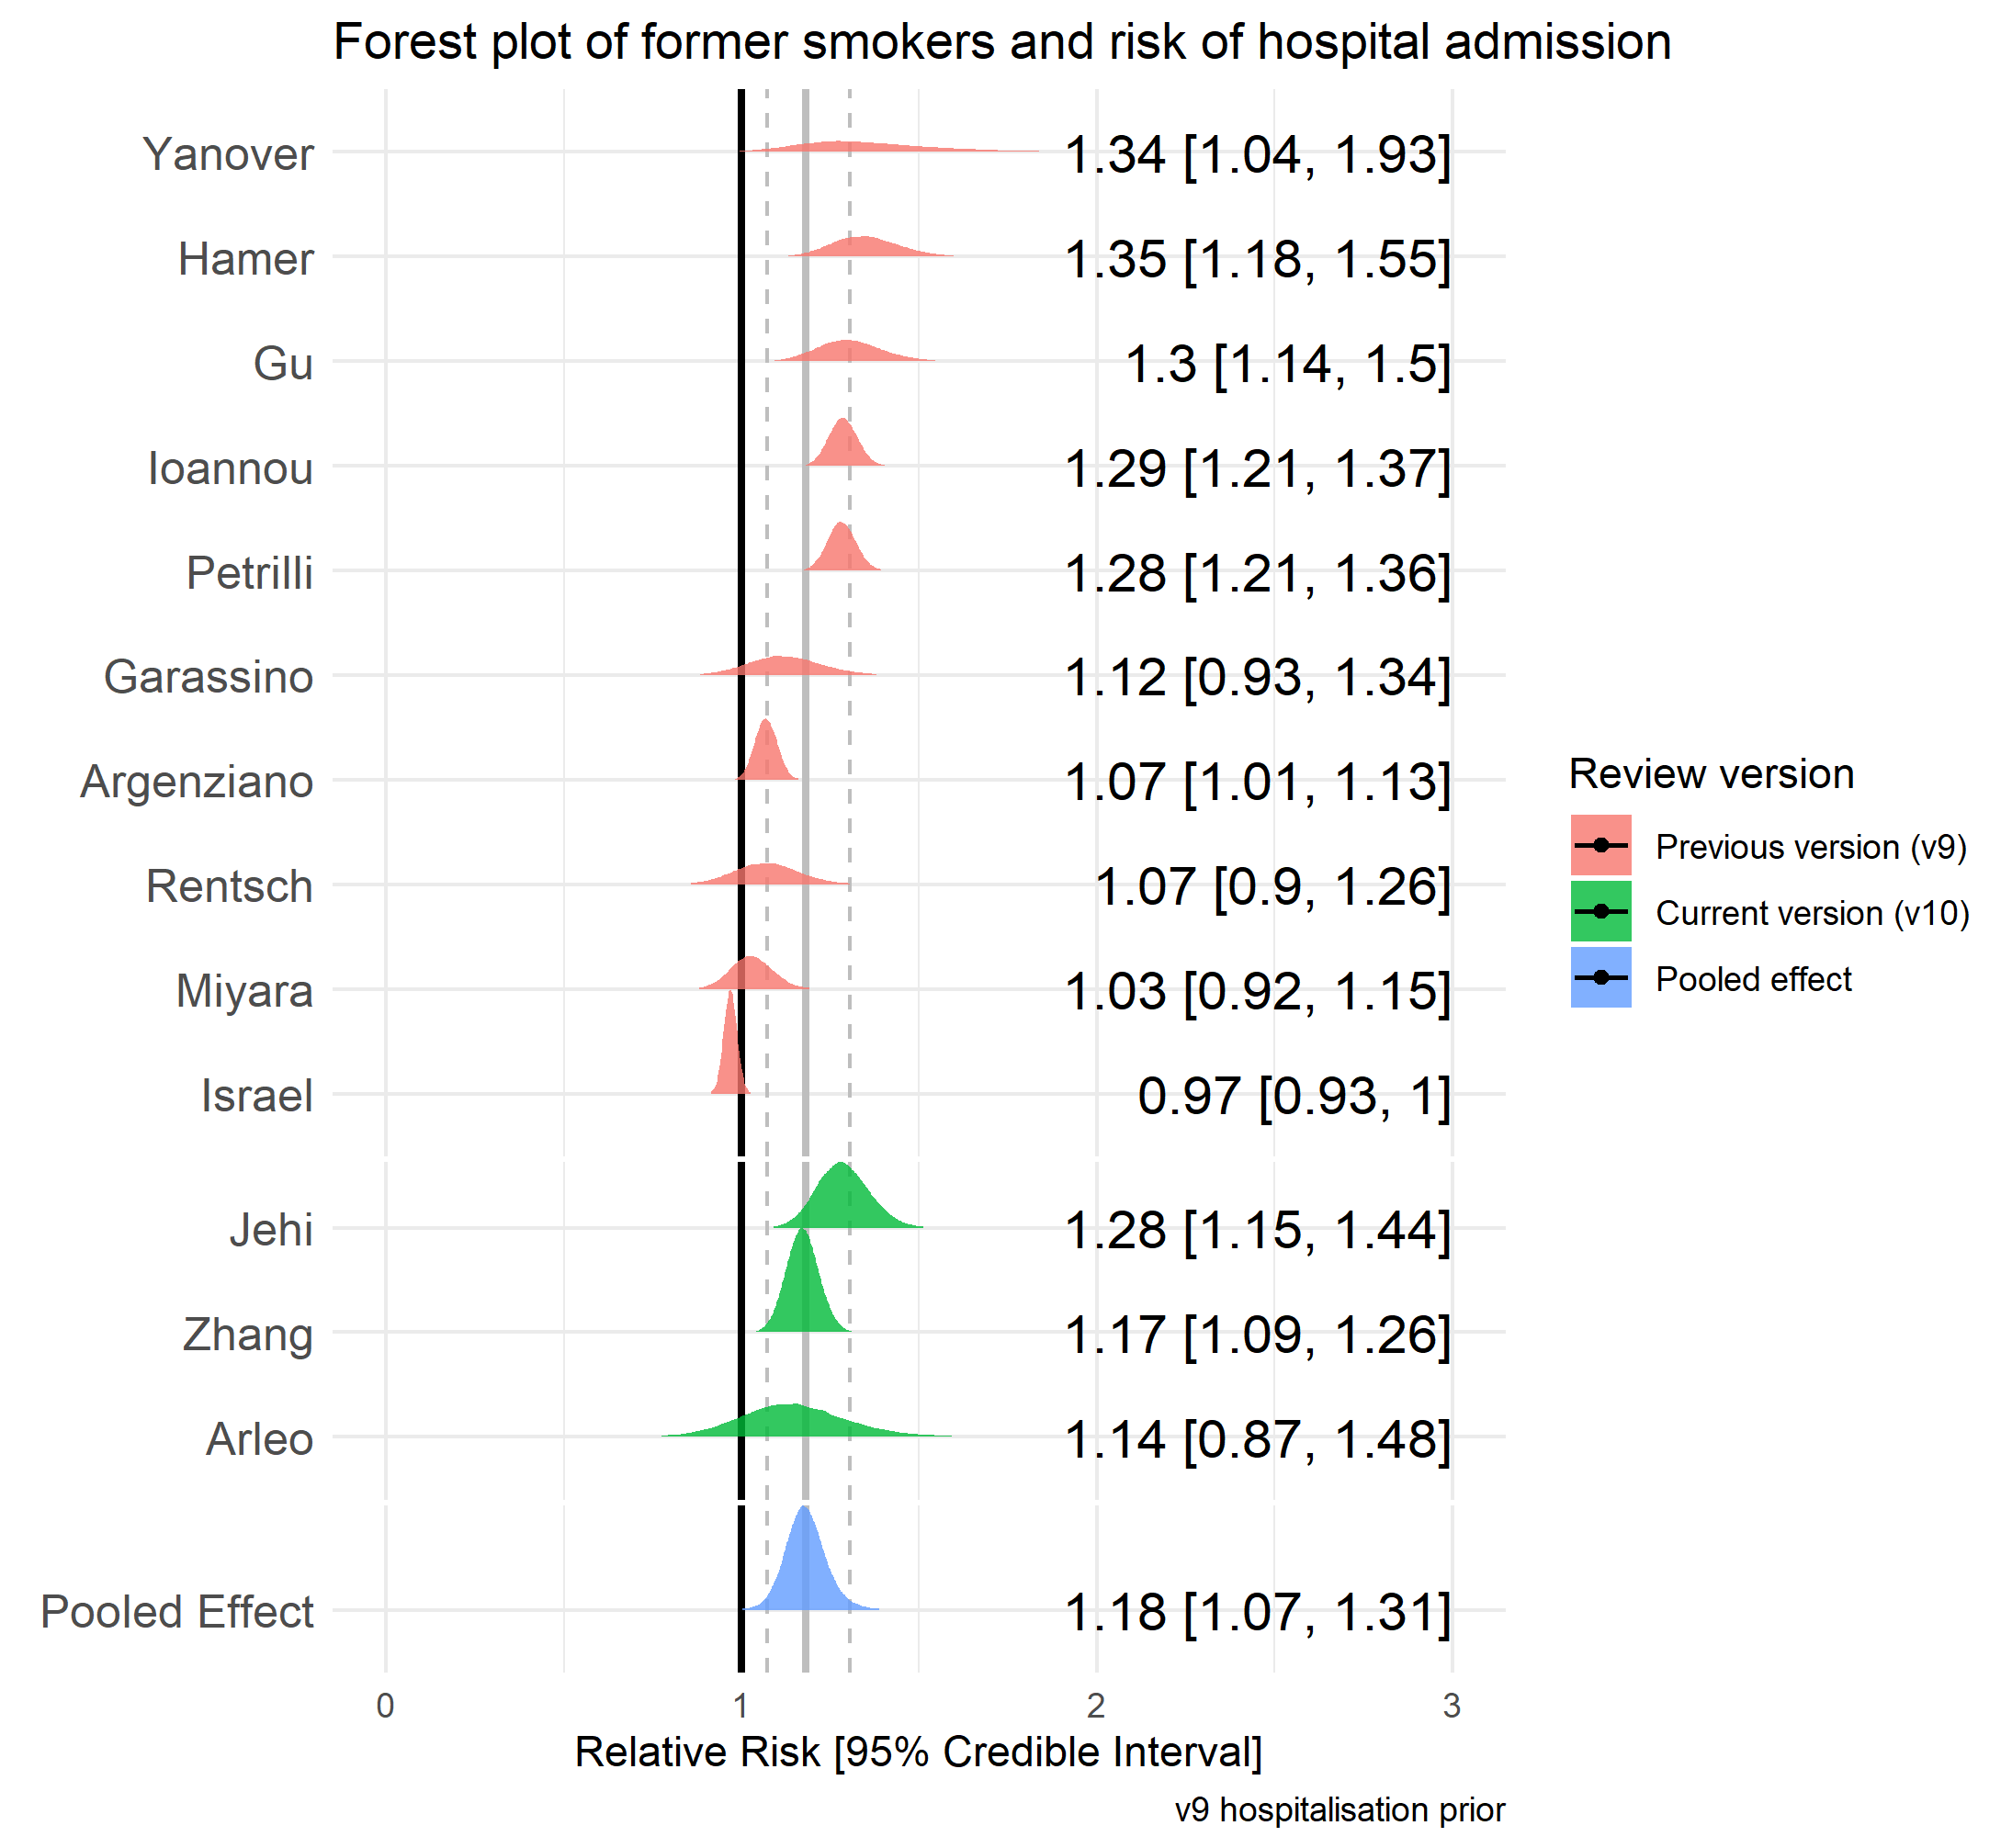 Forest plot of former smokers and risk of hospital admission
Yanover 1.34 [1.04, 1.93]
Hamer 1.35 [1.18, 1.55]
Gu 1.3 [1.14, 1.5]
Ioannou 1.29 [1.21, 1.37]
Petrilli 1.28 [1.21, 1.36]
Garassino 1.12 [0.93, 1.34]
Argenziano 1.07 [1.01, 1.13]
Rentsch 1.07 [0.9, 1.26]
Miyara 1.03 [0.92, 1.15]
Israel 0.97 [0.93, 1]
Jehi 1.28 [1.15, 1.44]
Zhang 1.17 [1.09, 1.26]
Arleo 1.14 [0.87, 1.48]
Pooled Effect 1.18 [1.07, 1.31]
0 1 2 3
Relative Risk [95% Credible Interval]
v9 hospitalisation prior
Review version
Previous version (v9)
Current version (v10)
Pooled effect